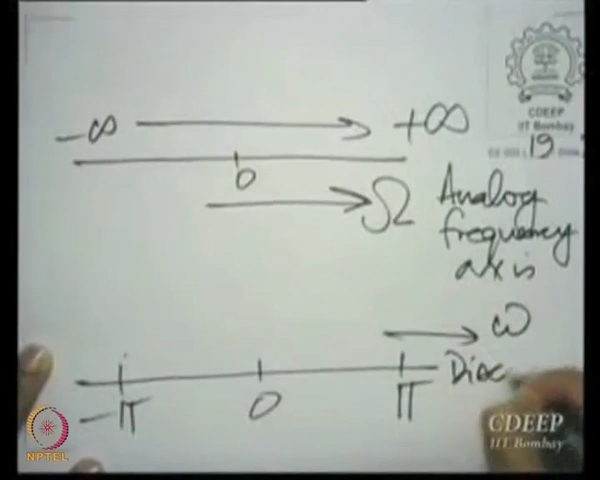 -∞ → +∞
0
→ Ω Analog
frequency
axis
→ ω
-π 0 π Disc
CDEEP
IIT Bombay
19
CDEEP
IIT Bombay
NPTEL